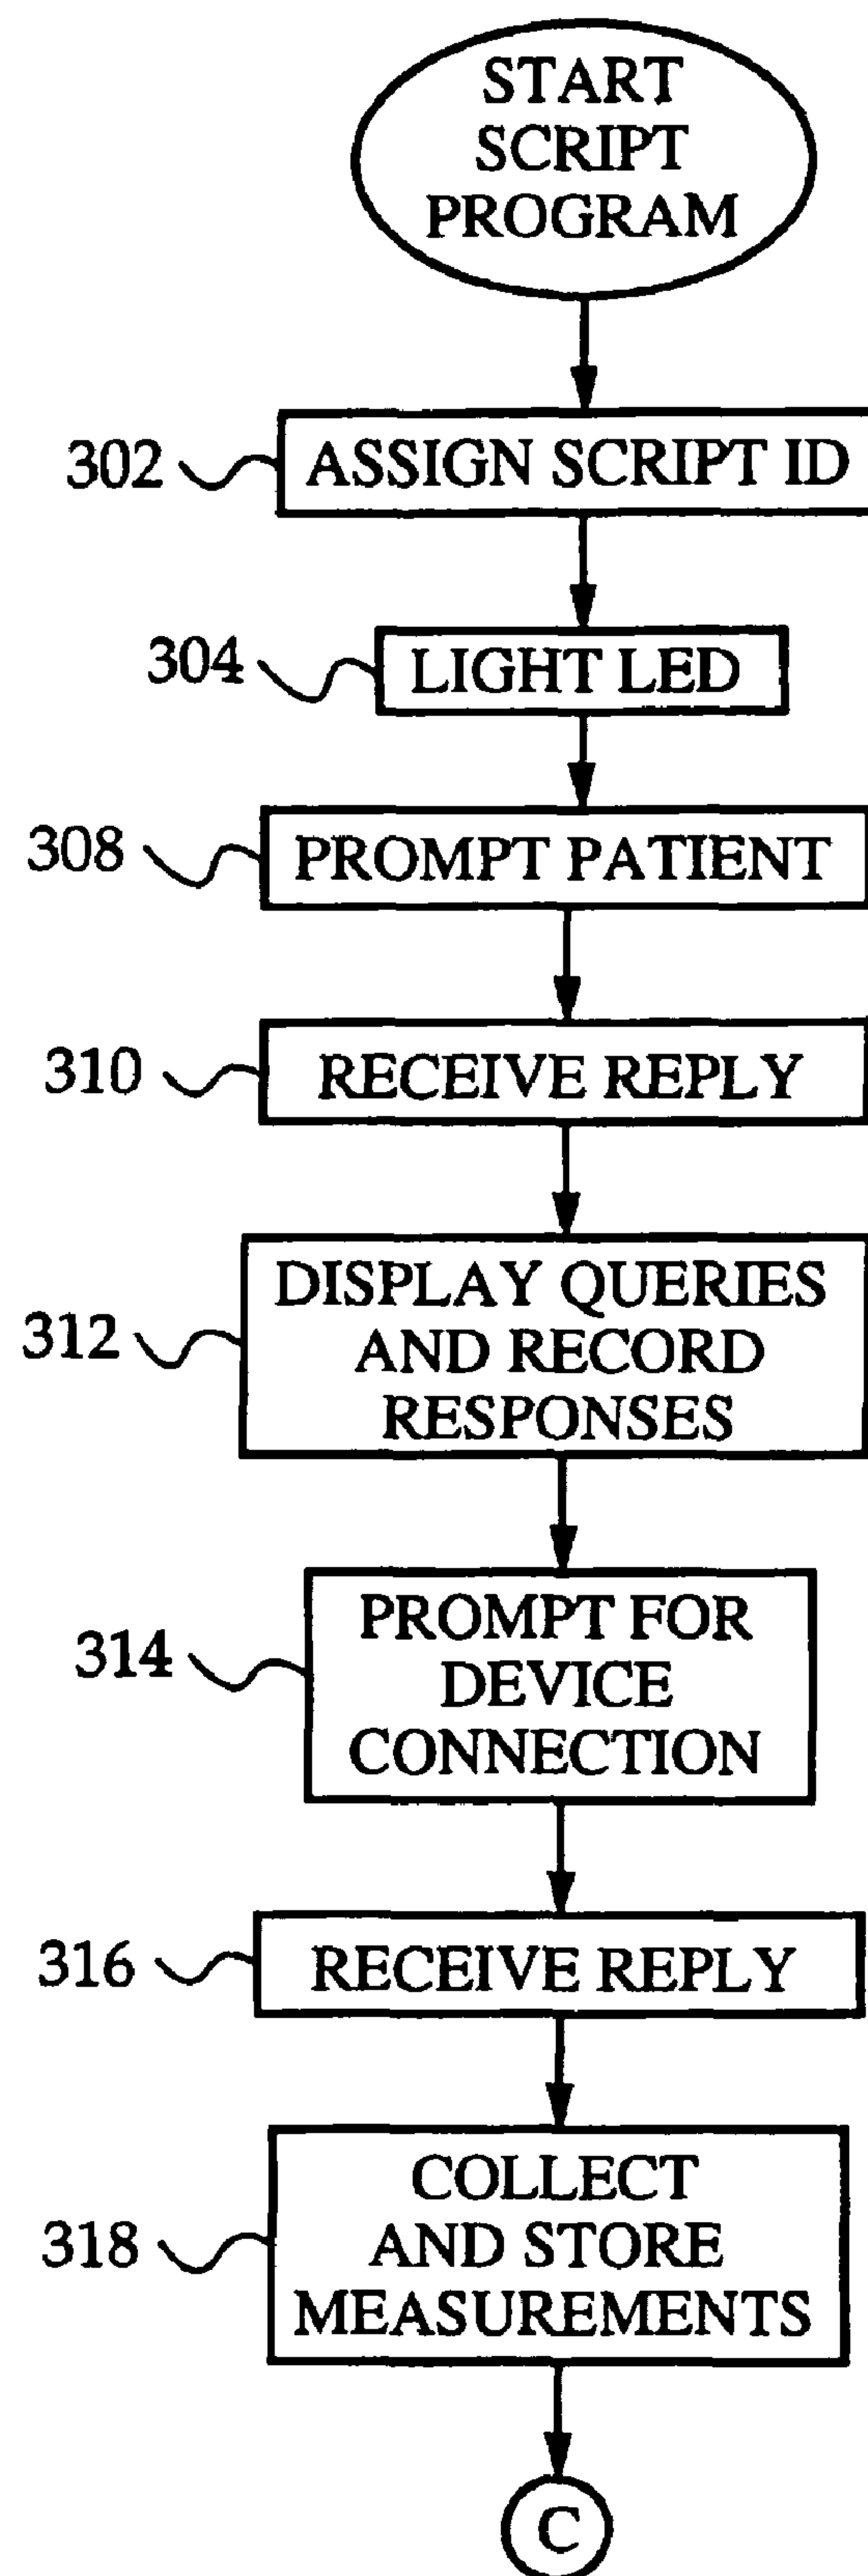 START
SCRIPT
PROGRAM
302 ASSIGN SCRIPT ID
304 LIGHT LED
308 PROMPT PATIENT
310 RECEIVE REPLY
DISPLAY QUERIES
312 AND RECORD
RESPONSES
PROMPT FOR
314 DEVICE
CONNECTION
316 RECEIVE REPLY
COLLECT
318 AND STORE
MEASUREMENTS
C